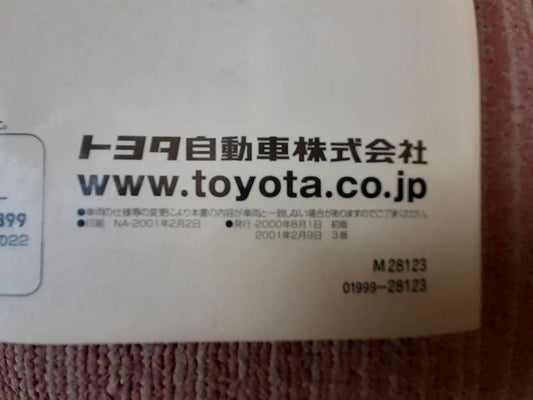 トヨタ自動車株式会社
www.toyota.co.jp
●車両の仕様等の変更により本書の内容が車両と一致しない場合がありますのでご了承ください。
●印刷 NA-2001年2月2日 ●発行-2000年8月1日 初版
899
2001年2月9日 3版
の22
M 28123
01999-28123